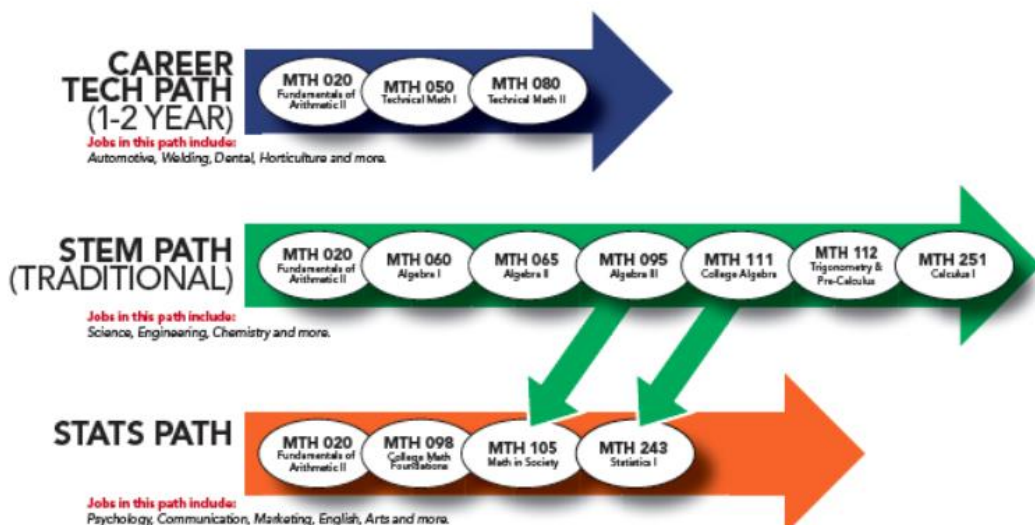 CAREER
TECH PATH
(1-2 YEAR)
Jobs in this path include:
Automotive, Welding, Dental, Horticulture and more.
MTH 020
Fundamentals of
Arithmetic II
MTH 050
Technical Math I
MTH 080
Technical Math II
STEM PATH
(TRADITIONAL)
Jobs in this path include:
Science, Engineering, Chemistry and more.
MTH 020
Fundamentals of
Arithmetic II
MTH 060
Algebra I
MTH 065
Algebra II
MTH 095
Algebra III
MTH 111
College Algebra
MTH 112
Trigonometry &
Pre-Calculus
MTH 251
Calculus I
STATS PATH
Jobs in this path include:
Psychology, Communication, Marketing, English, Arts and more.
MTH 020
Fundamentals of
Arithmetic II
MTH 098
College Math
Foundations
MTH 105
Math in Society
MTH 243
Statistics I